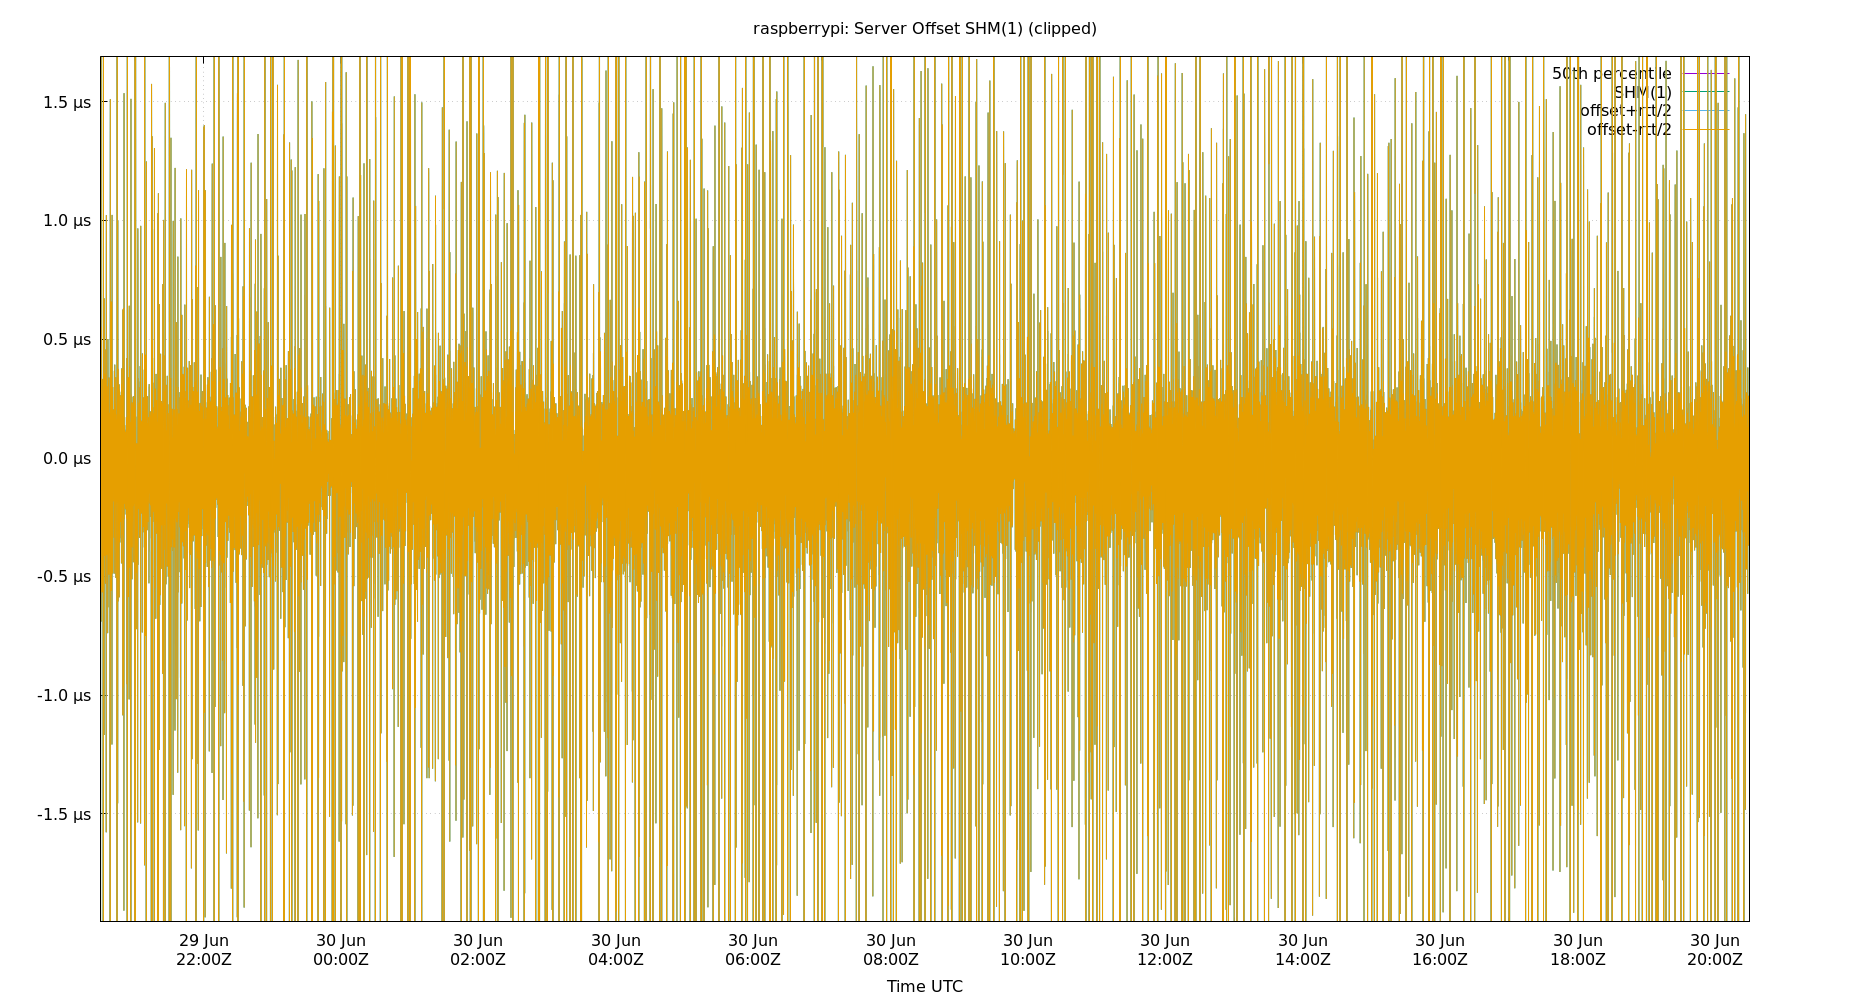 raspberrypi: Server Offset SHM(1) (clipped)
50th percentile
SHM(1)
offset+rtt/2
offset-rtt/2
1.5 µs
1.0 µs
0.5 µs
0.0 µs
-0.5 µs
-1.0 µs
-1.5 µs
29 Jun 30 Jun 30 Jun 30 Jun 30 Jun 30 Jun 30 Jun 30 Jun 30 Jun 30 Jun 30 Jun 30 Jun
22:00Z 00:00Z 02:00Z 04:00Z 06:00Z 08:00Z 10:00Z 12:00Z 14:00Z 16:00Z 18:00Z 20:00Z
Time UTC